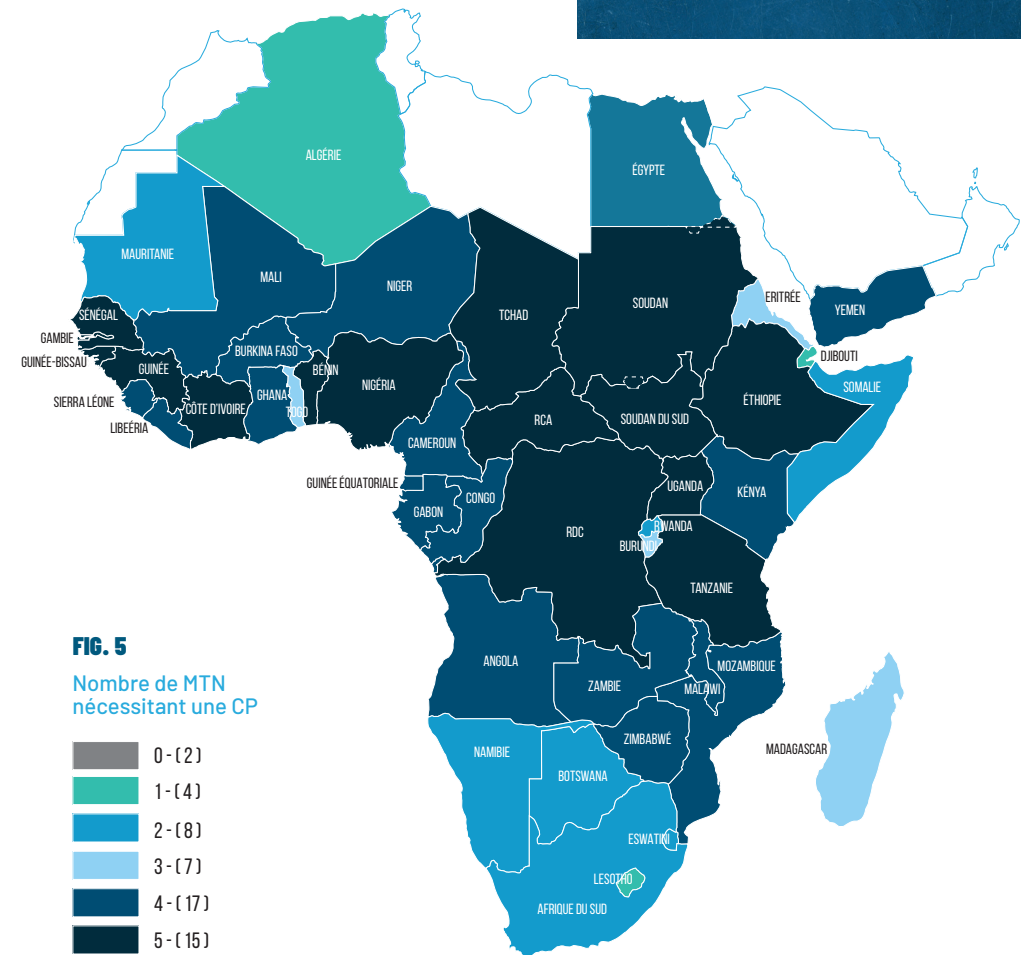 ALGÉRIE
ÉGYPTE
MAURITANIE
MALI
NIGER
TCHAD
SOUDAN
ERITRÉE
YEMEN
SÉNÉGAL
GAMBIE
GUINÉE-BISSAU
GUINÉE
BURKINA FASO
BÉNIN
NIGÉRIA
DJIBOUTI
SOMALIE
SIERRA LÉONE
CÔTE D'IVOIRE
GHANA
TOGO
LIBEÉRIA
RCA
SOUDAN DU SUD
ÉTHIOPIE
CAMEROUN
GUINÉE ÉQUATORIALE
CONGO
GABON
UGANDA
KÉNYA
RDC
RWANDA
BURUNDI
TANZANIE
ANGOLA
ZAMBIE
MALAWI
MOZAMBIQUE
ZIMBABWÉ
MADAGASCAR
NAMIBIE
BOTSWANA
ESWATINI
LESOTHO
AFRIQUE DU SUD
FIG. 5
Nombre de MTN
nécessitant une CP
0 - ( 2 )
1 - ( 4 )
2 - ( 8 )
3 - ( 7 )
4 - ( 17 )
5 - ( 15 )